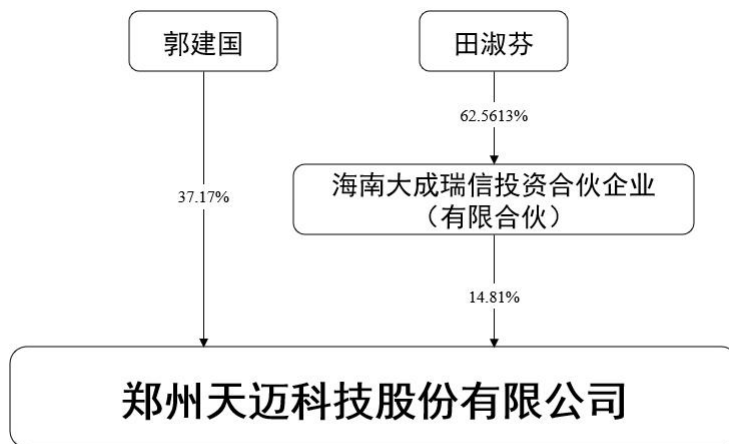 郭建国
田淑芬
62.5613%
海南大成瑞信投资合伙企业
（有限合伙）
37.17%
14.81%
郑州天迈科技股份有限公司